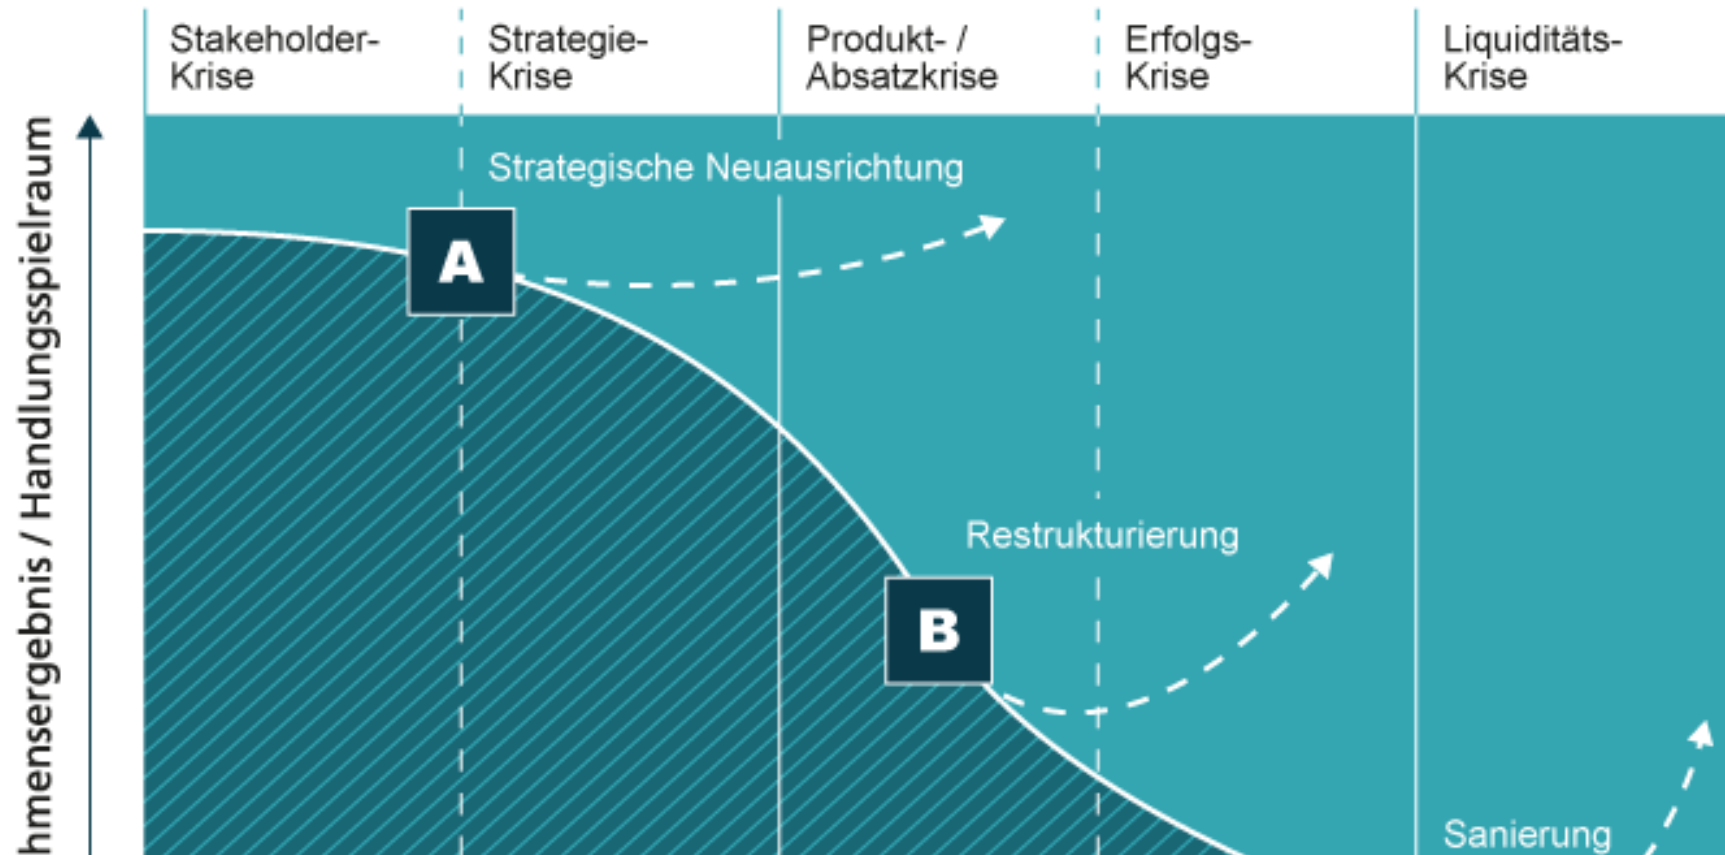 Stakeholder-
Krise
Strategie-
Krise
Produkt- /
Absatzkrise
Erfolgs-
Krise
Liquiditäts-
Krise
hmensergebnis / Handlungsspielraum
Strategische Neuausrichtung
A
Restrukturierung
B
Sanierung